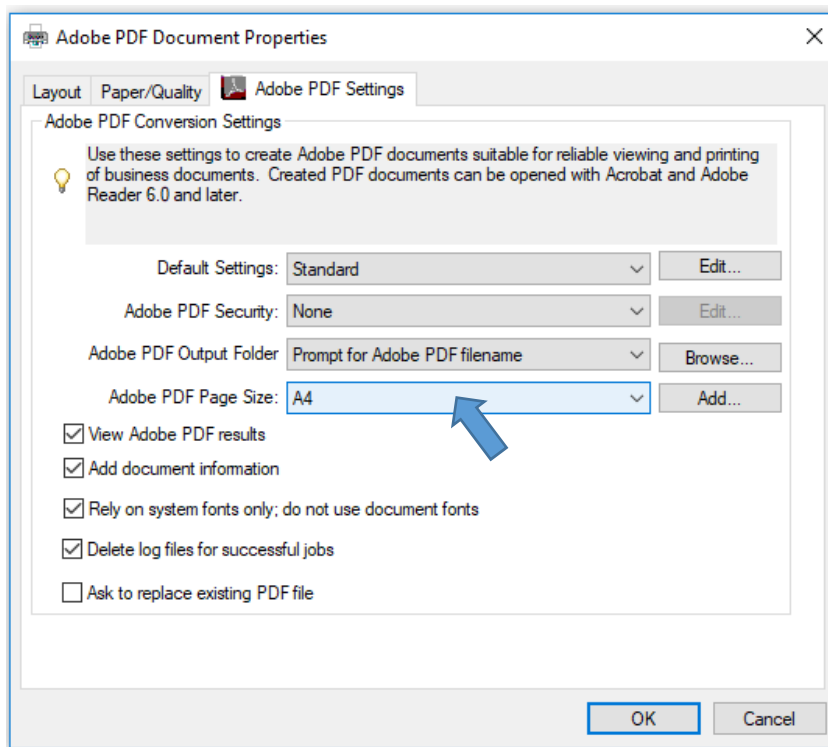 Adobe PDF Document Properties
Layout Paper/Quality Adobe PDF Settings
Adobe PDF Conversion Settings
Use these settings to create Adobe PDF documents suitable for reliable viewing and printing
of business documents.  Created PDF documents can be opened with Acrobat and Adobe
Reader 6.0 and later.
Default Settings: Standard Edit...
Adobe PDF Security: None Edit...
Adobe PDF Output Folder Prompt for Adobe PDF filename Browse...
Adobe PDF Page Size: A4 Add...
View Adobe PDF results
Add document information
Rely on system fonts only; do not use document fonts
Delete log files for successful jobs
Ask to replace existing PDF file
OK Cancel